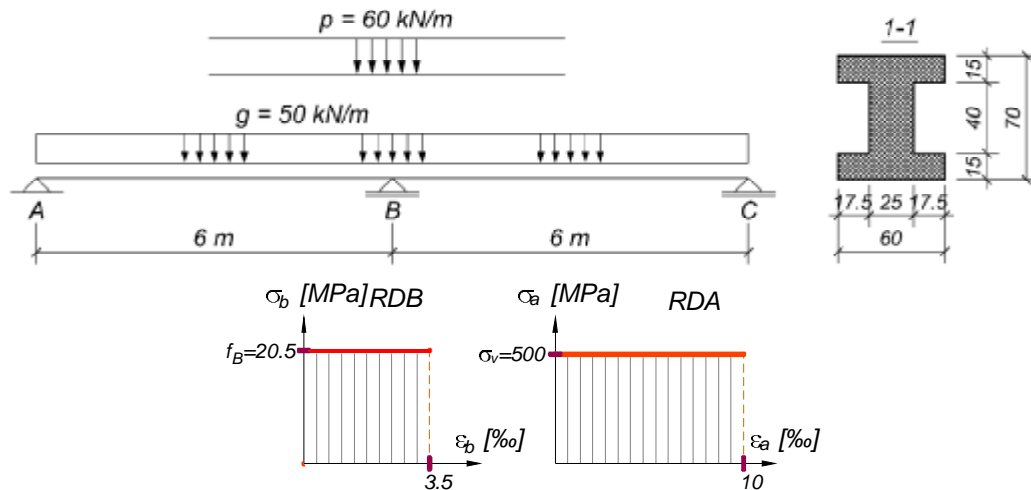 p = 60 kN/m
g = 50 kN/m
A
B
C
6 m
6 m
1-1
15
40
15
70
17.5
25
17.5
60
σb [MPa]
RDB
fB=20.5
εb [‰]
3.5
σa [MPa]
RDA
σv=500
εa [‰]
10